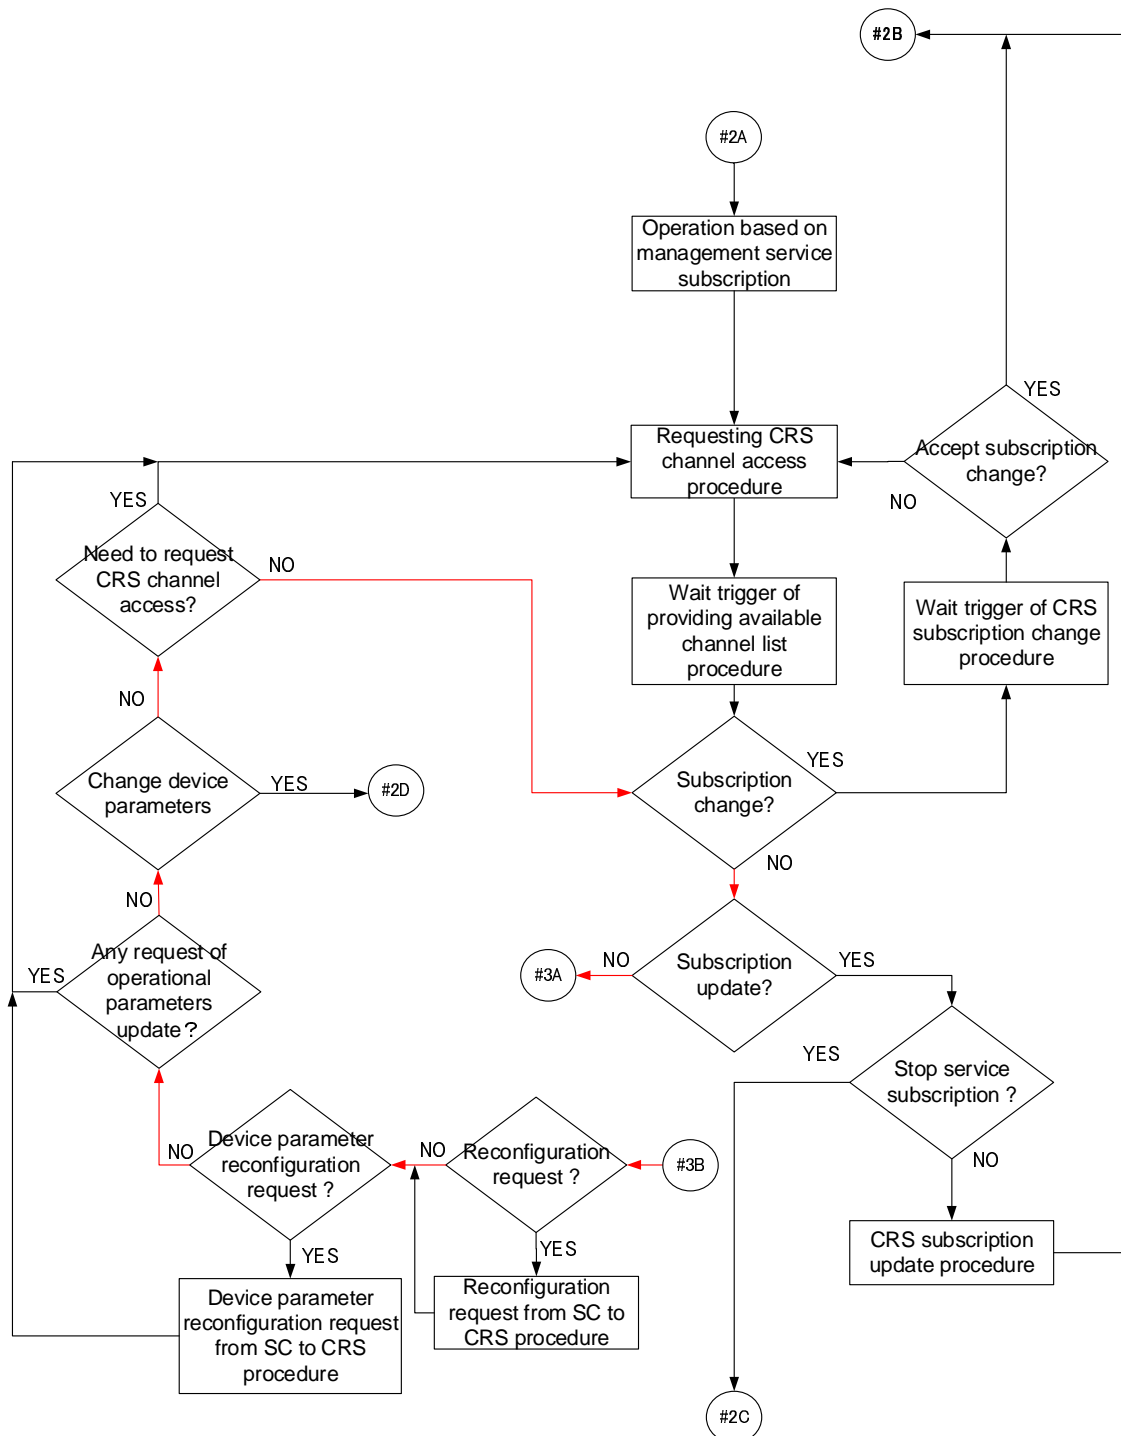 #2B
#2A
Operation based on
management service
subscription
YES
Requesting CRS
channel access
procedure
Accept subscription
change?
NO
YES
Need to request
CRS channel
access?
NO
Wait trigger of
providing available
channel list
procedure
Wait trigger of CRS
subscription change
procedure
NO
Change device
parameters
YES
#2D
Subscription
change?
YES
NO
NO
Any request of
operational
parameters
update?
YES
#3A
NO
Subscription
update?
YES
YES
Stop service
subscription ?
NO
Device parameter
reconfiguration
request ?
NO
NO
Reconfiguration
request ?
#3B
YES
YES
CRS subscription
update procedure
Device parameter
reconfiguration request
from SC to CRS
procedure
Reconfiguration
request from SC to
CRS procedure
#2C